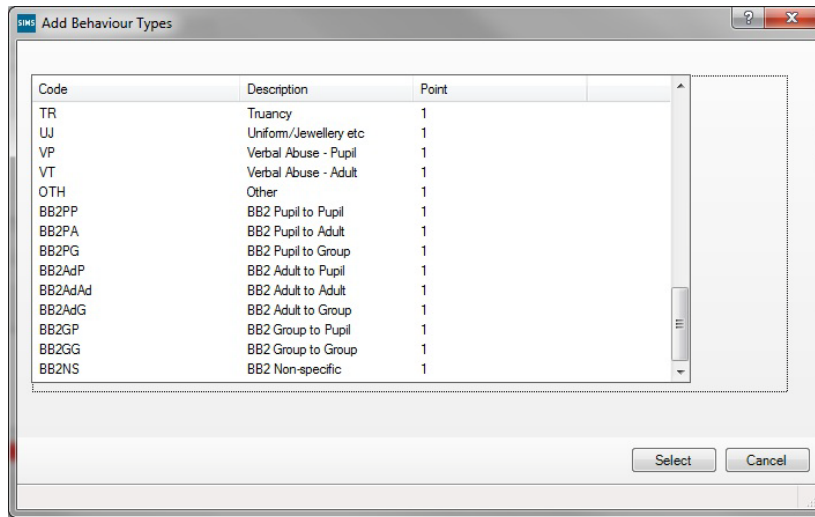 SIMS Add Behaviour Types
Code Description Point
TR Truancy 1
UJ Uniform/Jewellery etc 1
VP Verbal Abuse - Pupil 1
VT Verbal Abuse - Adult 1
OTH Other 1
BB2PP BB2 Pupil to Pupil 1
BB2PA BB2 Pupil to Adult 1
BB2PG BB2 Pupil to Group 1
BB2AdP BB2 Adult to Pupil 1
BB2AdAd BB2 Adult to Adult 1
BB2AdG BB2 Adult to Group 1
BB2GP BB2 Group to Pupil 1
BB2GG BB2 Group to Group 1
BB2NS BB2 Non-specific 1
Select Cancel